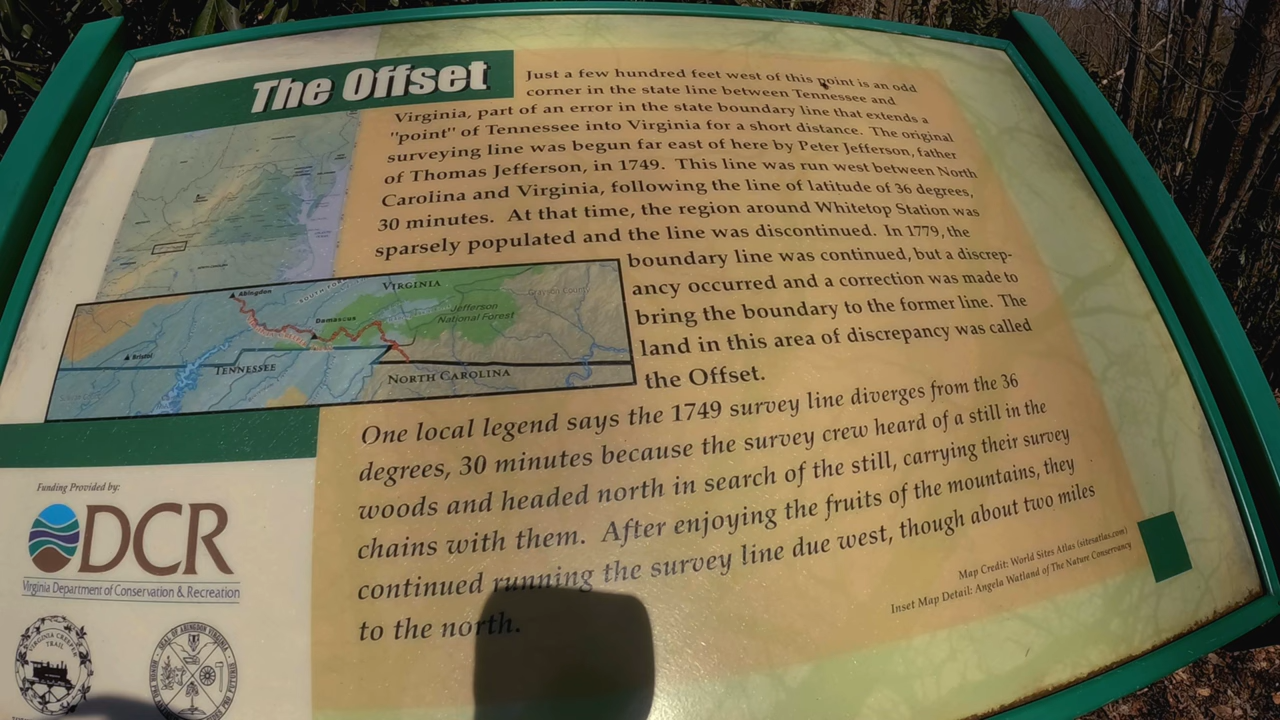 The Offset
Just a few hundred feet west of this point is an odd
corner in the state line between Tennessee and
Virginia, part of an error in the state boundary line that extends a
"point" of Tennessee into Virginia for a short distance. The original
surveying line was begun far east of here by Peter Jefferson, father
of Thomas Jefferson, in 1749. This line was run west between North
Carolina and Virginia, following the line of latitude of 36 degrees,
30 minutes. At that time, the region around Whitetop Station was
sparsely populated and the line was discontinued. In 1779, the
boundary line was continued, but a discrep-
ancy occurred and a correction was made to
bring the boundary to the former line. The
land in this area of discrepancy was called
the Offset.
Abingdon
SOUTH FORK
VIRGINIA
Grayson County
Damascus
Jefferson
National Forest
Bristol
TENNESSEE
NORTH CAROLINA
One local legend says the 1749 survey line diverges from the 36
degrees, 30 minutes because the survey crew heard of a still in the
woods and headed north in search of the still, carrying their survey
chains with them. After enjoying the fruits of the mountains, they
continued running the survey line due west, though about two miles
to the north.
Map Credit: World Sites Atlas (sitesatlas.com)
Inset Map Detail: Angela Watland of The Nature Conservancy
Funding Provided by:
DCR
Virginia Department of Conservation & Recreation
VIRGINIA CREEPER
TRAIL
SEAL OF ABINGDON VIRGINIA